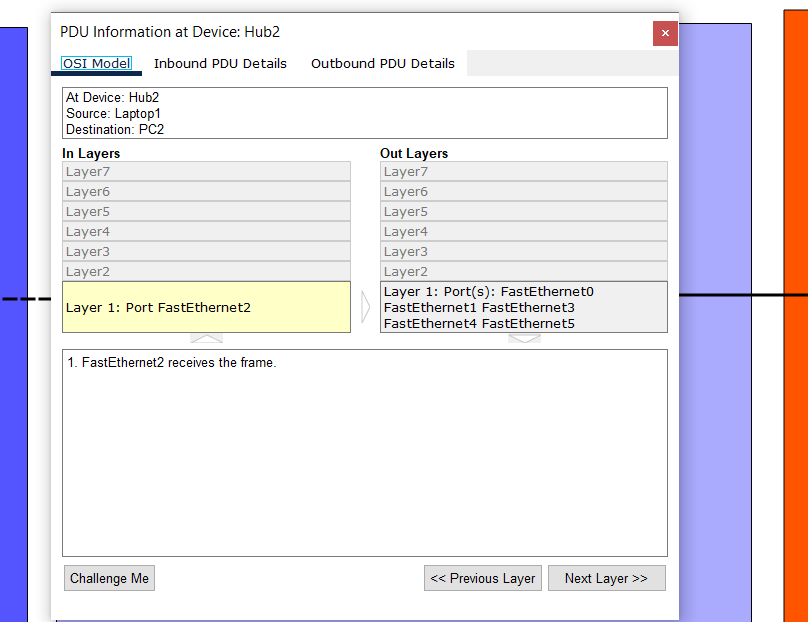 PDU Information at Device: Hub2
×
OSI Model Inbound PDU Details Outbound PDU Details
At Device: Hub2
Source: Laptop1
Destination: PC2
In Layers
Layer7
Layer6
Layer5
Layer4
Layer3
Layer2
Layer 1: Port FastEthernet2
Out Layers
Layer7
Layer6
Layer5
Layer4
Layer3
Layer2
Layer 1: Port(s): FastEthernet0
FastEthernet1 FastEthernet3
FastEthernet4 FastEthernet5
1. FastEthernet2 receives the frame.
Challenge Me << Previous Layer Next Layer >>